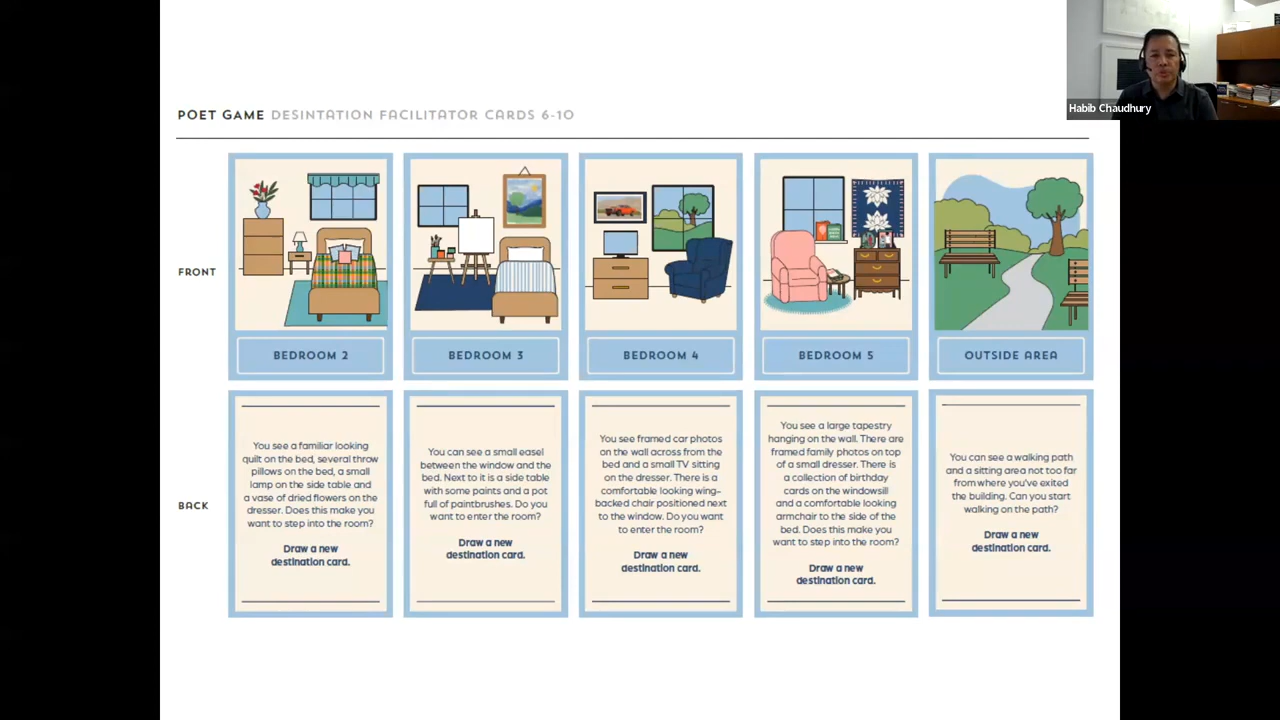 Habib Chaudhury
POET GAME DESINTATION FACILITATOR CARDS 6-10
FRONT
BEDROOM 2
BEDROOM 3
BEDROOM 4
BEDROOM 5
OUTSIDE AREA
BACK
You see a familiar looking
quilt on the bed, several throw
pillows on the bed, a small
lamp on the side table and
a vase of dried flowers on the
dresser. Does this make you
want to step into the room?
Draw a new
destination card.
You can see a small easel
between the window and the
bed. Next to it is a side table
with some paints and a pot
full of paintbrushes. Do you
want to enter the room?
Draw a new
destination card.
You see framed car photos
on the wall across from the
bed and a small TV sitting
on the dresser. There is a
comfortable looking wing-
backed chair positioned next
to the window. Do you want
to enter the room?
Draw a new
destination card.
You see a large tapestry
hanging on the wall. There are
framed family photos on top
of a small dresser. There is
a collection of birthday
cards on the windowsill
and a comfortable looking
armchair to the side of the
bed. Does this make you
want to step into the room?
Draw a new
destination card.
You can see a walking path
and a sitting area not too far
from where you've exited
the building. Can you start
walking on the path?
Draw a new
destination card.